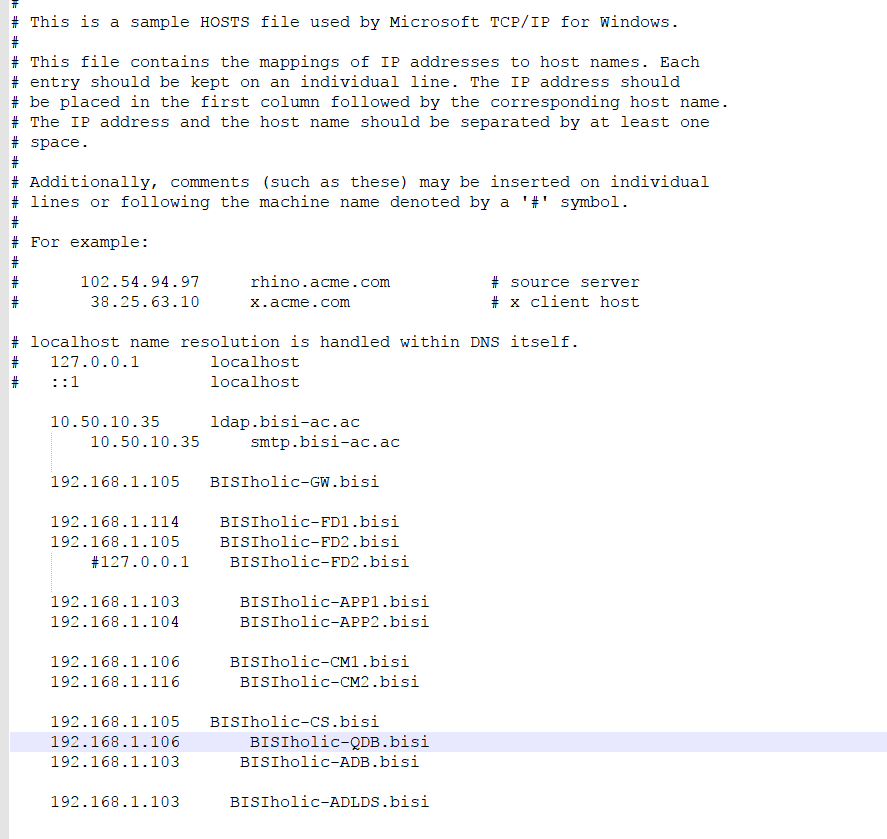 #
# This is a sample HOSTS file used by Microsoft TCP/IP for Windows.
#
# This file contains the mappings of IP addresses to host names. Each
# entry should be kept on an individual line. The IP address should
# be placed in the first column followed by the corresponding host name.
# The IP address and the host name should be separated by at least one
# space.
#
# Additionally, comments (such as these) may be inserted on individual
# lines or following the machine name denoted by a '#' symbol.
#
# For example:
#
#      102.54.94.97     rhino.acme.com          # source server
#       38.25.63.10     x.acme.com              # x client host

# localhost name resolution is handled within DNS itself.
#   127.0.0.1       localhost
#   ::1             localhost

    10.50.10.35     ldap.bisi-ac.ac
        10.50.10.35     smtp.bisi-ac.ac

    192.168.1.105   BISIholic-GW.bisi

    192.168.1.114    BISIholic-FD1.bisi
    192.168.1.105    BISIholic-FD2.bisi
        #127.0.0.1    BISIholic-FD2.bisi

    192.168.1.103      BISIholic-APP1.bisi
    192.168.1.104      BISIholic-APP2.bisi

    192.168.1.106     BISIholic-CM1.bisi
    192.168.1.116      BISIholic-CM2.bisi

    192.168.1.105   BISIholic-CS.bisi
    192.168.1.106       BISIholic-QDB.bisi
    192.168.1.103      BISIholic-ADB.bisi

    192.168.1.103     BISIholic-ADLDS.bisi